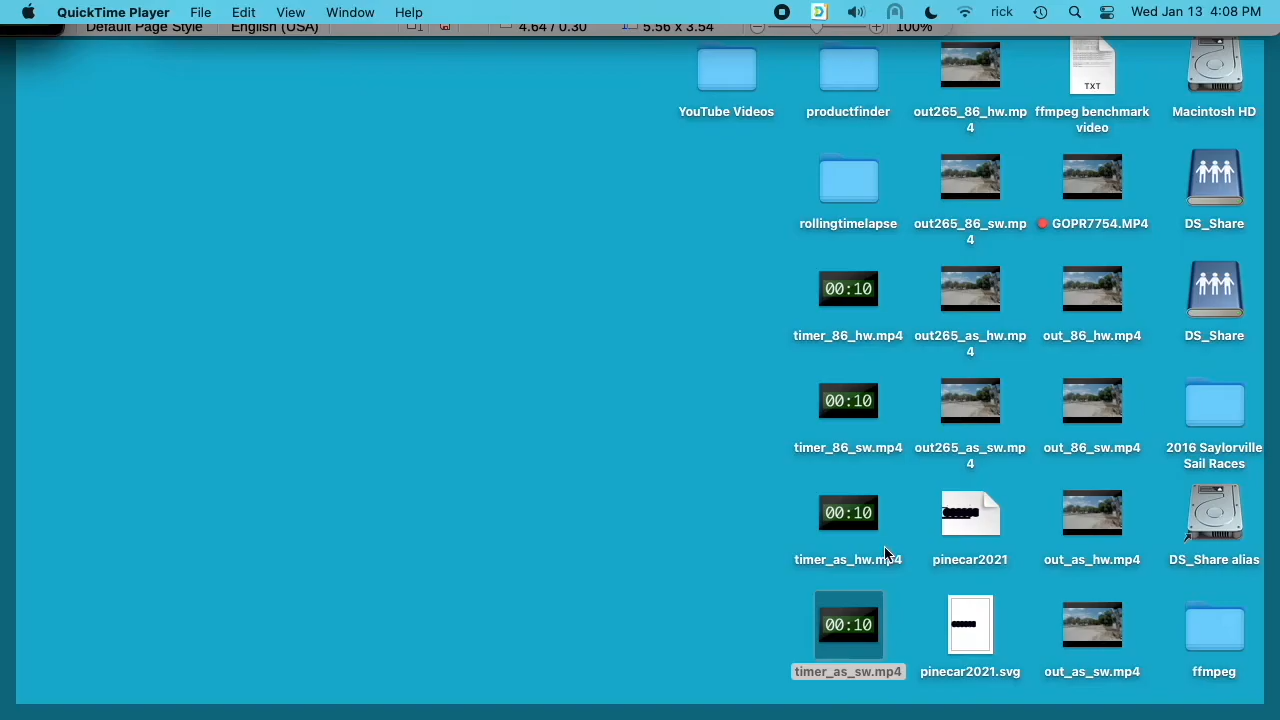 QuickTime Player File Edit View Window Help rick Wed Jan 13 4:08 PM
Default Page Style English (USA) 4.64 / 0.30 5.56 x 3.54 100%
TXT
YouTube Videos productfinder out265_86_hw.mp ffmpeg benchmark Macintosh HD
4 video
rollingtimelapse out265_86_sw.mp GOPR7754.MP4 DS_Share
4
00:10
timer_86_hw.mp4 out265_as_hw.mp out_86_hw.mp4 DS_Share
4
00:10
timer_86_sw.mp4 out265_as_sw.mp out_86_sw.mp4 2016 Saylorville
4 Sail Races
00:10
timer_as_hw.mp4 pinecar2021 out_as_hw.mp4 DS_Share alias
00:10
timer_as_sw.mp4 pinecar2021.svg out_as_sw.mp4 ffmpeg